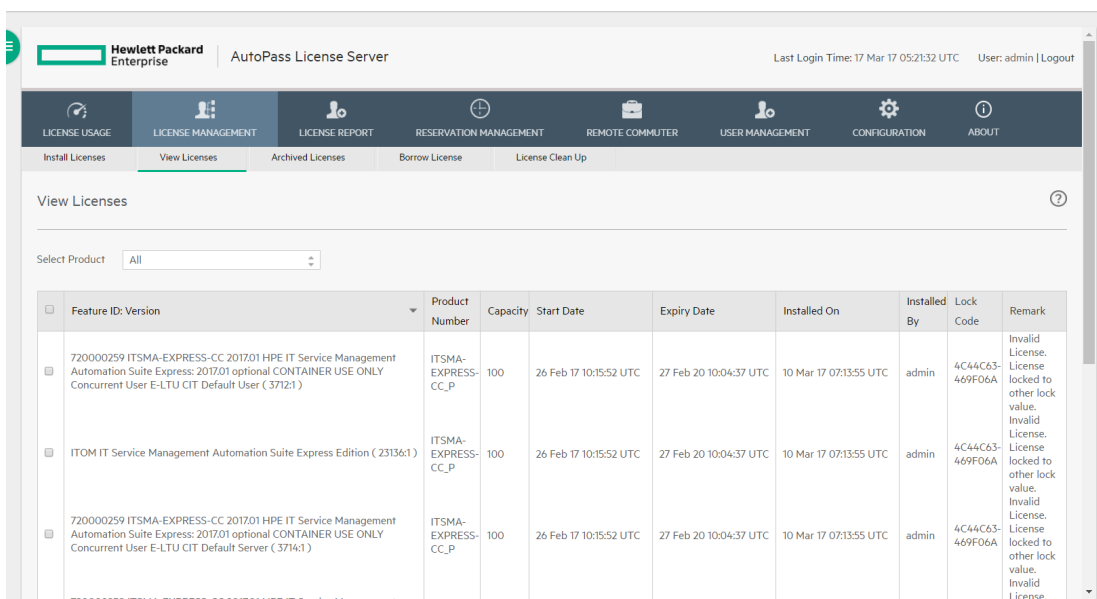 Hewlett Packard
Enterprise
AutoPass License Server
Last Login Time: 17 Mar 17 05:21:32 UTC User: admin | Logout
LICENSE USAGE LICENSE MANAGEMENT LICENSE REPORT RESERVATION MANAGEMENT REMOTE COMMUTER USER MANAGEMENT CONFIGURATION ABOUT
Install Licenses View Licenses Archived Licenses Borrow License License Clean Up
View Licenses
Select Product All
Feature ID: Version
Product
Number
Capacity
Start Date
Expiry Date
Installed On
Installed
By
Lock
Code
Remark
720000259 ITSMA-EXPRESS-CC 2017.01 HPE IT Service Management
Automation Suite Express: 2017.01 optional CONTAINER USE ONLY
Concurrent User E-LTU CIT Default User ( 3712:1 )
ITSMA-
EXPRESS-
CC_P
100
26 Feb 17 10:15:52 UTC
27 Feb 20 10:04:37 UTC
10 Mar 17 07:13:55 UTC
admin
4C44C63-
469F06A
Invalid
License.
License
locked to
other lock
value.
ITOM IT Service Management Automation Suite Express Edition ( 23136:1 )
ITSMA-
EXPRESS-
CC_P
100
26 Feb 17 10:15:52 UTC
27 Feb 20 10:04:37 UTC
10 Mar 17 07:13:55 UTC
admin
4C44C63-
469F06A
Invalid
License.
License
locked to
other lock
value.
720000259 ITSMA-EXPRESS-CC 2017.01 HPE IT Service Management
Automation Suite Express: 2017.01 optional CONTAINER USE ONLY
Concurrent User E-LTU CIT Default Server ( 3714:1 )
ITSMA-
EXPRESS-
CC_P
100
26 Feb 17 10:15:52 UTC
27 Feb 20 10:04:37 UTC
10 Mar 17 07:13:55 UTC
admin
4C44C63-
469F06A
Invalid
License.
License
locked to
other lock
value.
Invalid
License.